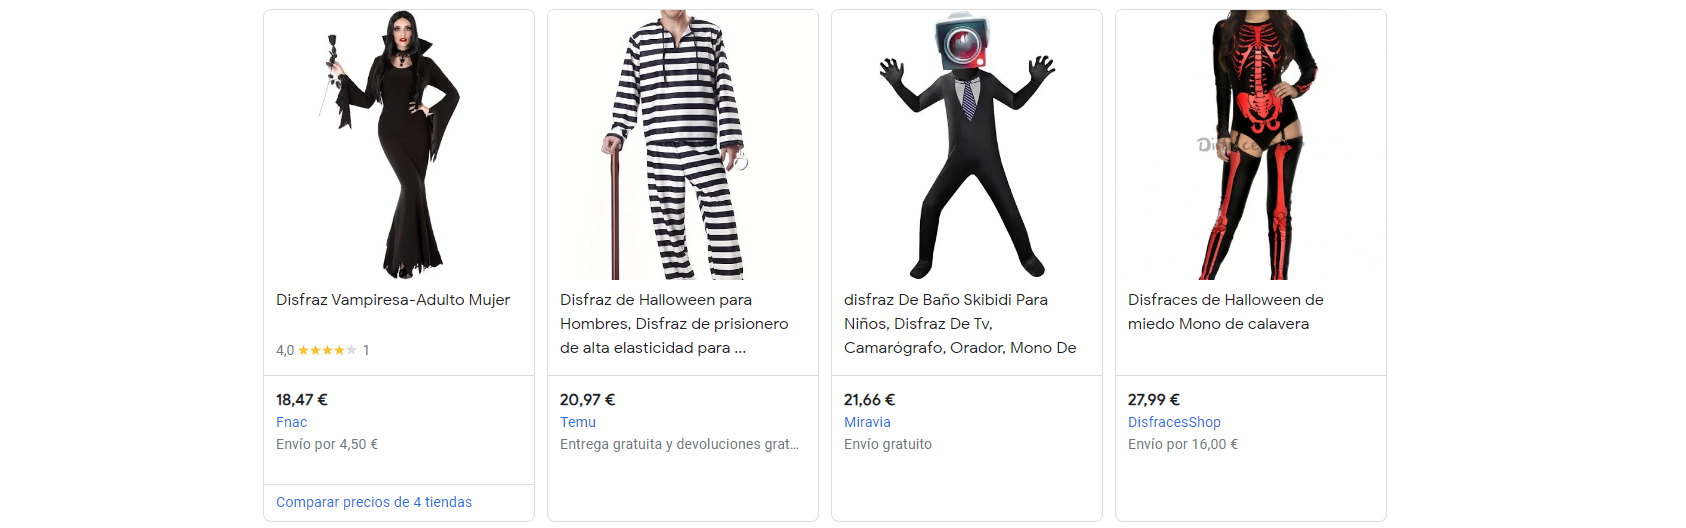 Disfraz Vampiresa-Adulto Mujer
4,0 ★★★★★ 1
18,47 €
Fnac
Envío por 4,50 €
Comparar precios de 4 tiendas
Disfraz de Halloween para
Hombres, Disfraz de prisionero
de alta elasticidad para ...
20,97 €
Temu
Entrega gratuita y devoluciones grat...
disfraz De Baño Skibidi Para
Niños, Disfraz De Tv,
Camarógrafo, Orador, Mono De
21,66 €
Miravia
Envío gratuito
Disfraces de Halloween de
miedo Mono de calavera
27,99 €
DisfracesShop
Envío por 16,00 €